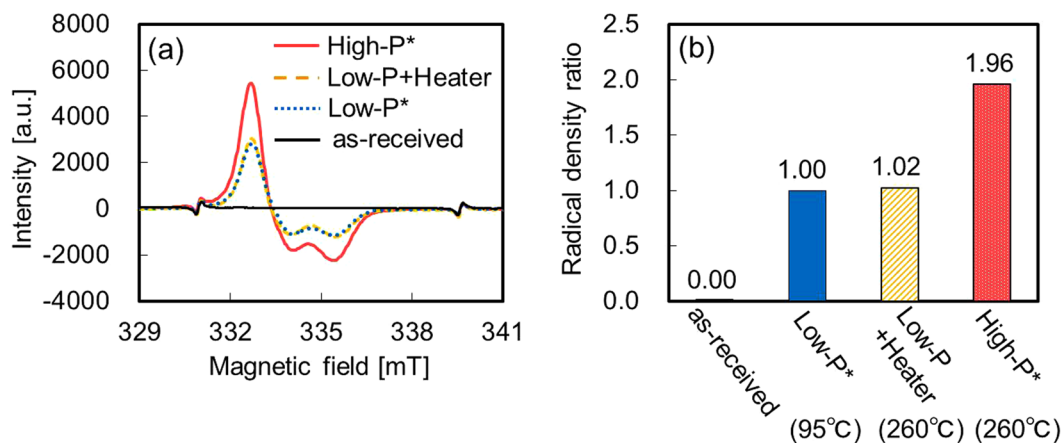 (a)
High-P*
Low-P+Heater
Low-P*
as-received
Intensity [a.u.]
8000
6000
4000
2000
0
-2000
-4000
329
332
335
338
341
Magnetic field [mT]
(b)
Radical density ratio
2.5
2.0
1.5
1.0
0.5
0.0
0.00
1.00
1.02
1.96
as-received
Low-P*
(95℃)
Low-P
+Heater
(260℃)
High-P*
(260℃)